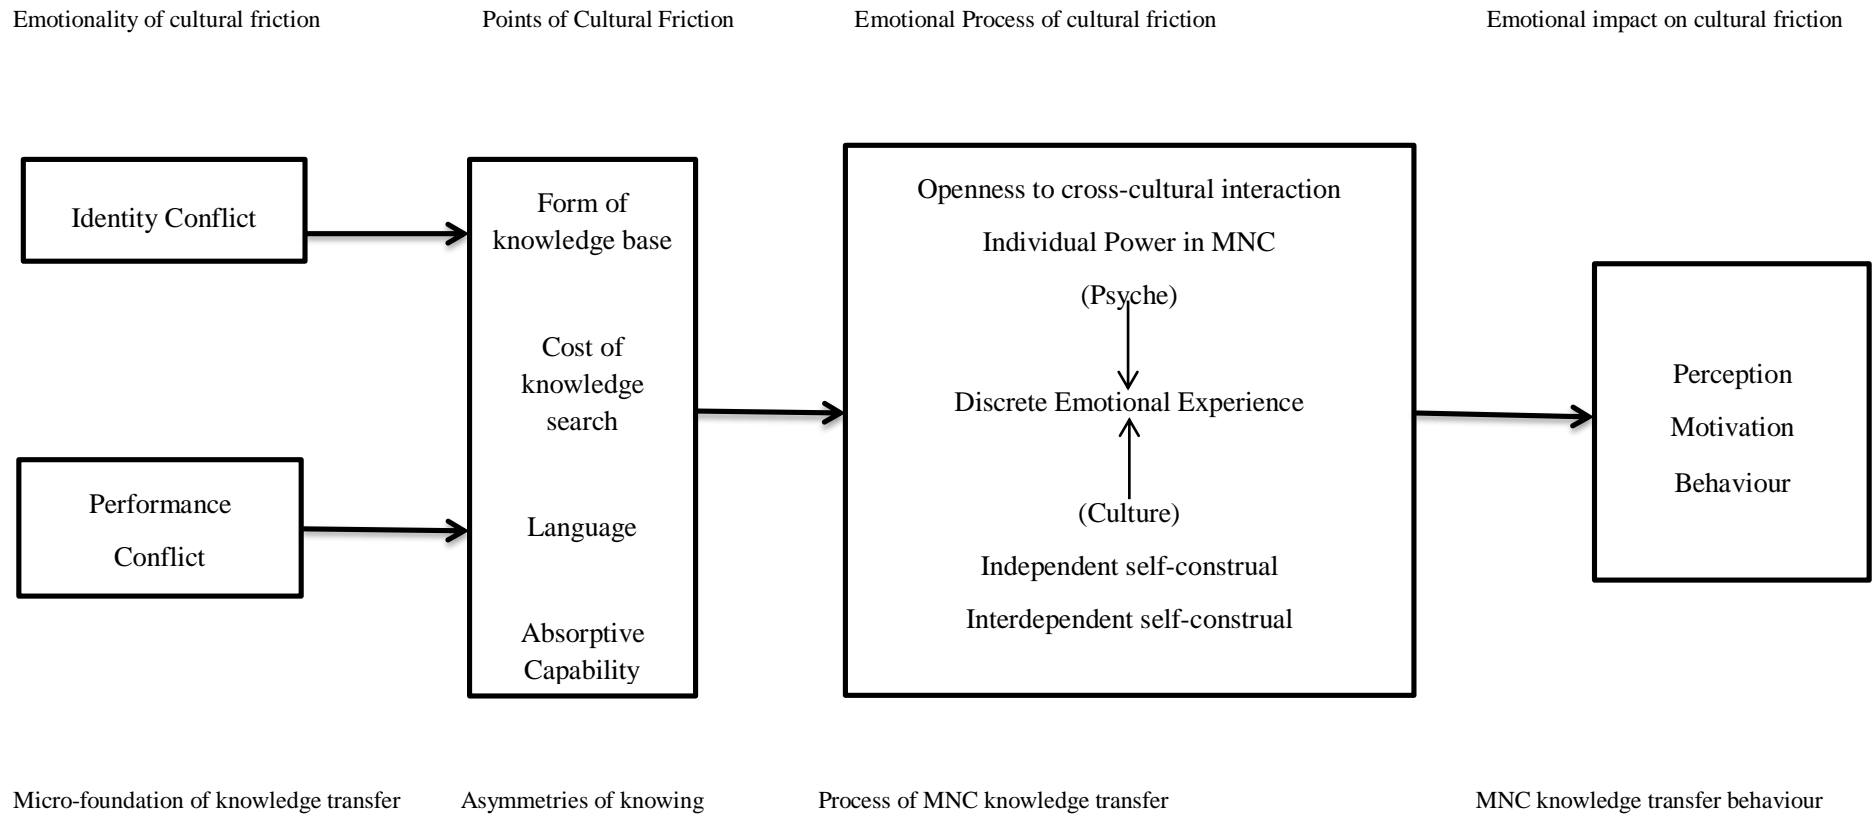 Emotionality of cultural friction
Points of Cultural Friction
Emotional Process of cultural friction
Emotional impact on cultural friction
Identity Conflict
Performance
Conflict
Form of
knowledge base
Cost of
knowledge
search
Language
Absorptive
Capability
Openness to cross-cultural interaction
Individual Power in MNC
(Psyche)
Discrete Emotional Experience
(Culture)
Independent self-construal
Interdependent self-construal
Perception
Motivation
Behaviour
Micro-foundation of knowledge transfer
Asymmetries of knowing
Process of MNC knowledge transfer
MNC knowledge transfer behaviour